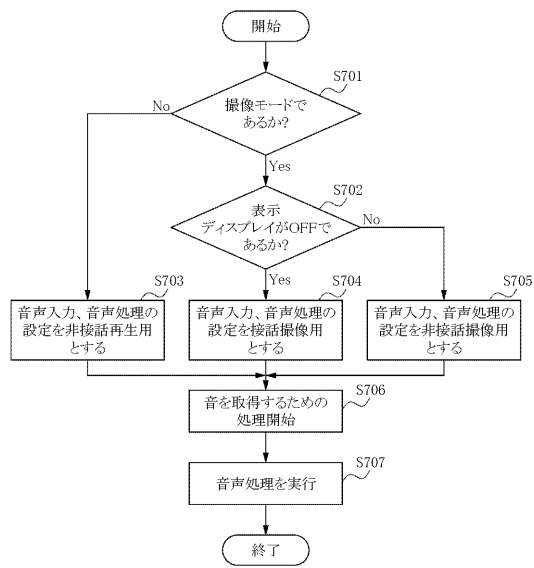 開始
S701
撮像モードで
あるか?
No
Yes
S702
表示
ディスプレイがOFFで
あるか?
No
Yes
S703
音声入力、音声処理の
設定を非接話再生用
とする
S704
音声入力、音声処理の
設定を接話撮像用
とする
S705
音声入力、音声処理の
設定を非接話撮像用
とする
S706
音を取得するための
処理開始
S707
音声処理を実行
終了